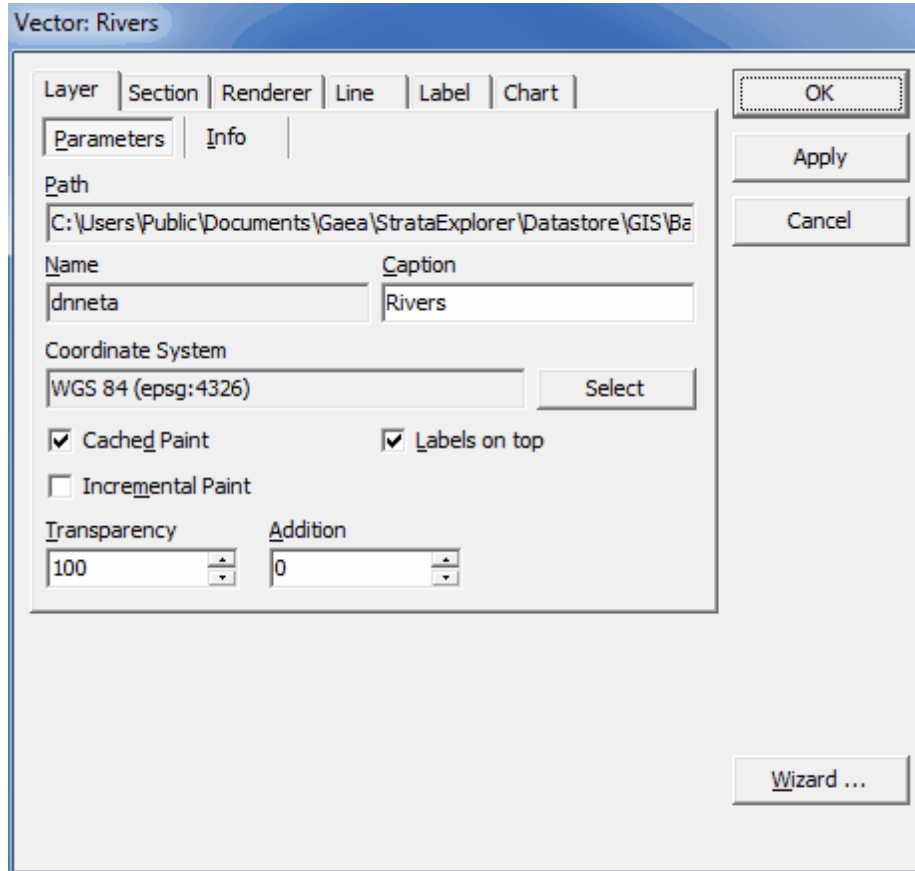 Vector: Rivers
Layer Section Renderer Line Label Chart
OK
Parameters Info
Apply
Path
C:\Users\Public\Documents\Gaea\StrataExplorer\Datastore\GIS\Ba
Cancel
Name Caption
dnneta Rivers
Coordinate System
WGS 84 (epsg:4326) Select
Cached Paint Labels on top
Incremental Paint
Transparency Addition
100 0
Wizard ...